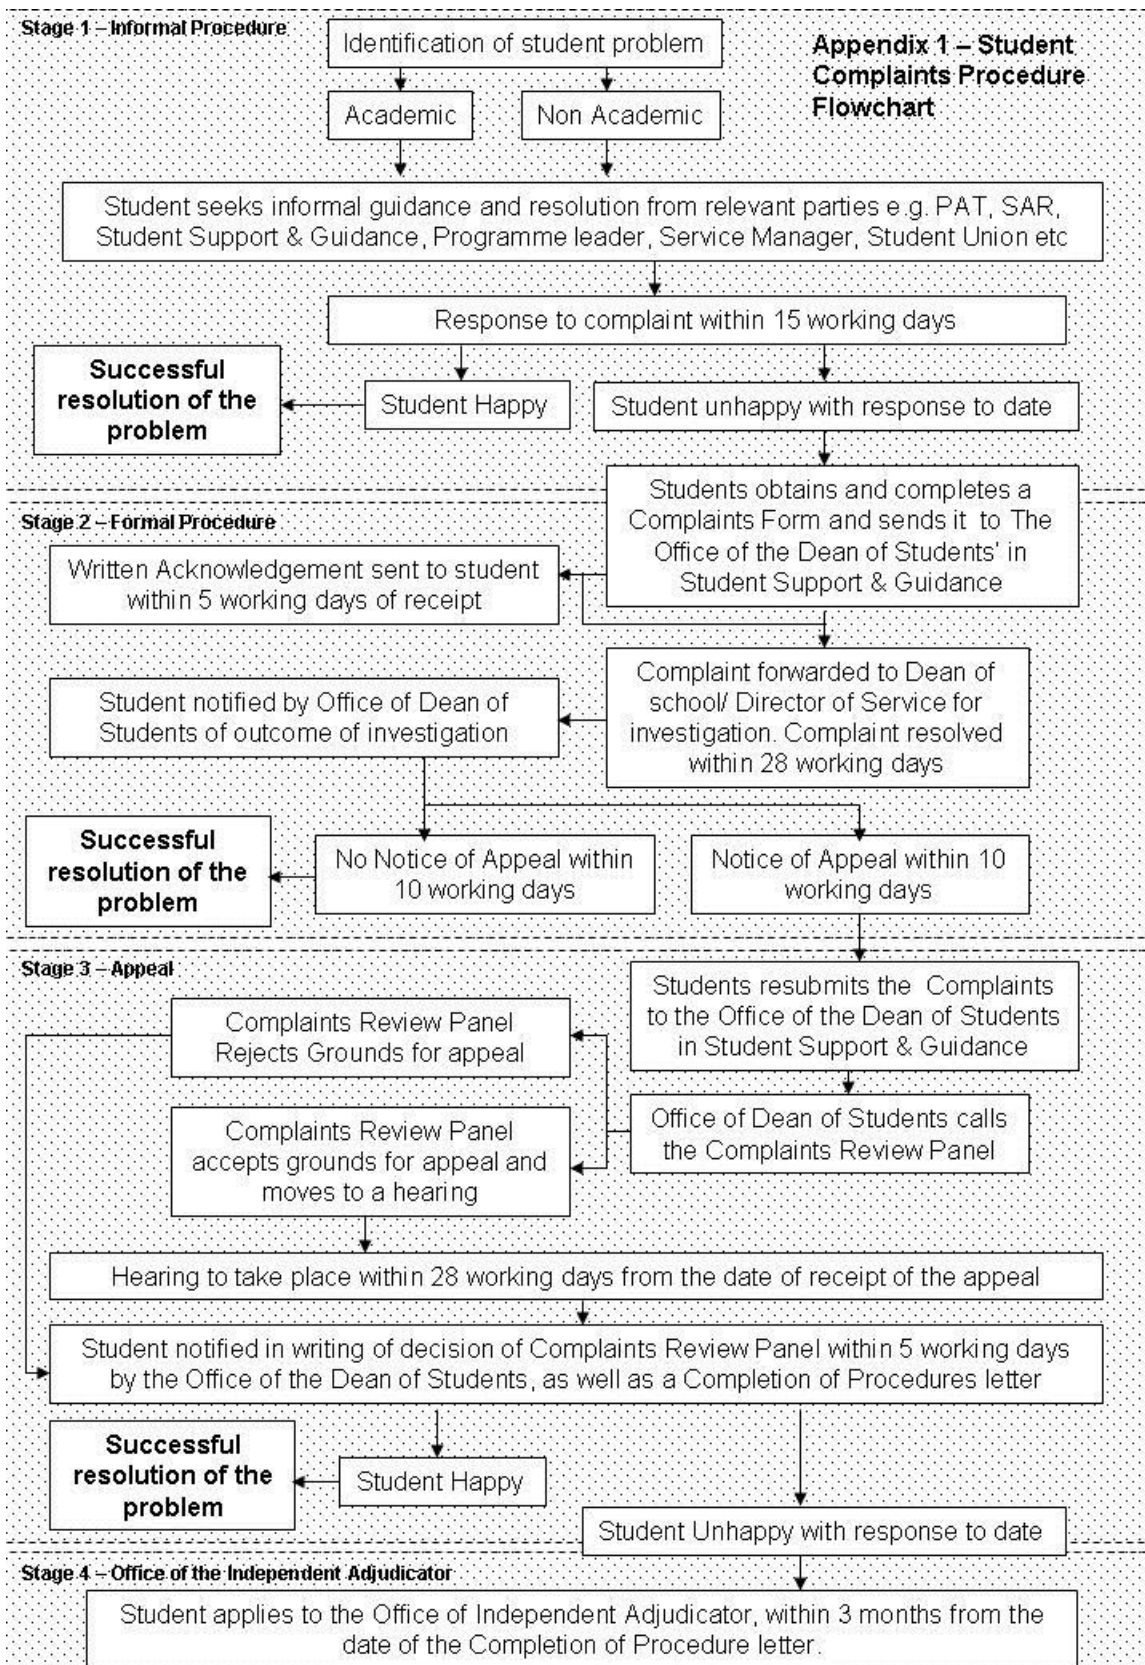 Stage 1 – Informal Procedure
Identification of student problem
Appendix 1 – Student
Complaints Procedure
Flowchart
Academic
Non Academic
Student seeks informal guidance and resolution from relevant parties e.g. PAT, SAR,
Student Support & Guidance, Programme leader, Service Manager, Student Union etc
Response to complaint within 15 working days
Successful
resolution of the
problem
Student Happy
Student unhappy with response to date
Students obtains and completes a
Complaints Form and sends it to The
Office of the Dean of Students' in
Student Support & Guidance
Stage 2 – Formal Procedure
Written Acknowledgement sent to student
within 5 working days of receipt
Complaint forwarded to Dean of
school/ Director of Service for
investigation. Complaint resolved
within 28 working days
Student notified by Office of Dean of
Students of outcome of investigation
Successful
resolution of the
problem
No Notice of Appeal within
10 working days
Notice of Appeal within 10
working days
Stage 3 – Appeal
Students resubmits the Complaints
to the Office of the Dean of Students
in Student Support & Guidance
Complaints Review Panel
Rejects Grounds for appeal
Office of Dean of Students calls
the Complaints Review Panel
Complaints Review Panel
accepts grounds for appeal and
moves to a hearing
Hearing to take place within 28 working days from the date of receipt of the appeal
Student notified in writing of decision of Complaints Review Panel within 5 working days
by the Office of the Dean of Students, as well as a Completion of Procedures letter
Successful
resolution of the
problem
Student Happy
Student Unhappy with response to date
Stage 4 – Office of the Independent Adjudicator
Student applies to the Office of Independent Adjudicator, within 3 months from the
date of the Completion of Procedure letter.